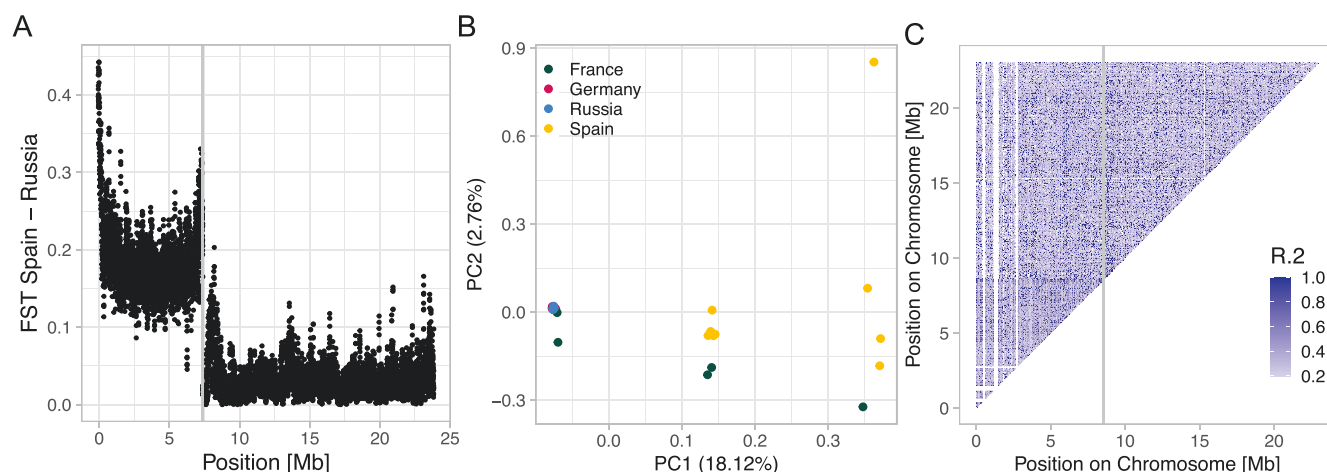 A
FST Spain – Russia
0.4
0.3
0.2
0.1
0.0
0
5
10
15
20
25
Position [Mb]
B
PC2 (2.76%)
0.9
0.6
0.3
0.0
−0.3
France
Germany
Russia
Spain
0.0
0.1
0.2
0.3
PC1 (18.12%)
C
Position on Chromosome [Mb]
20
15
10
5
0
R.2
1.0
0.8
0.6
0.4
0.2
0
5
10
15
20
Position on Chromosome [Mb]